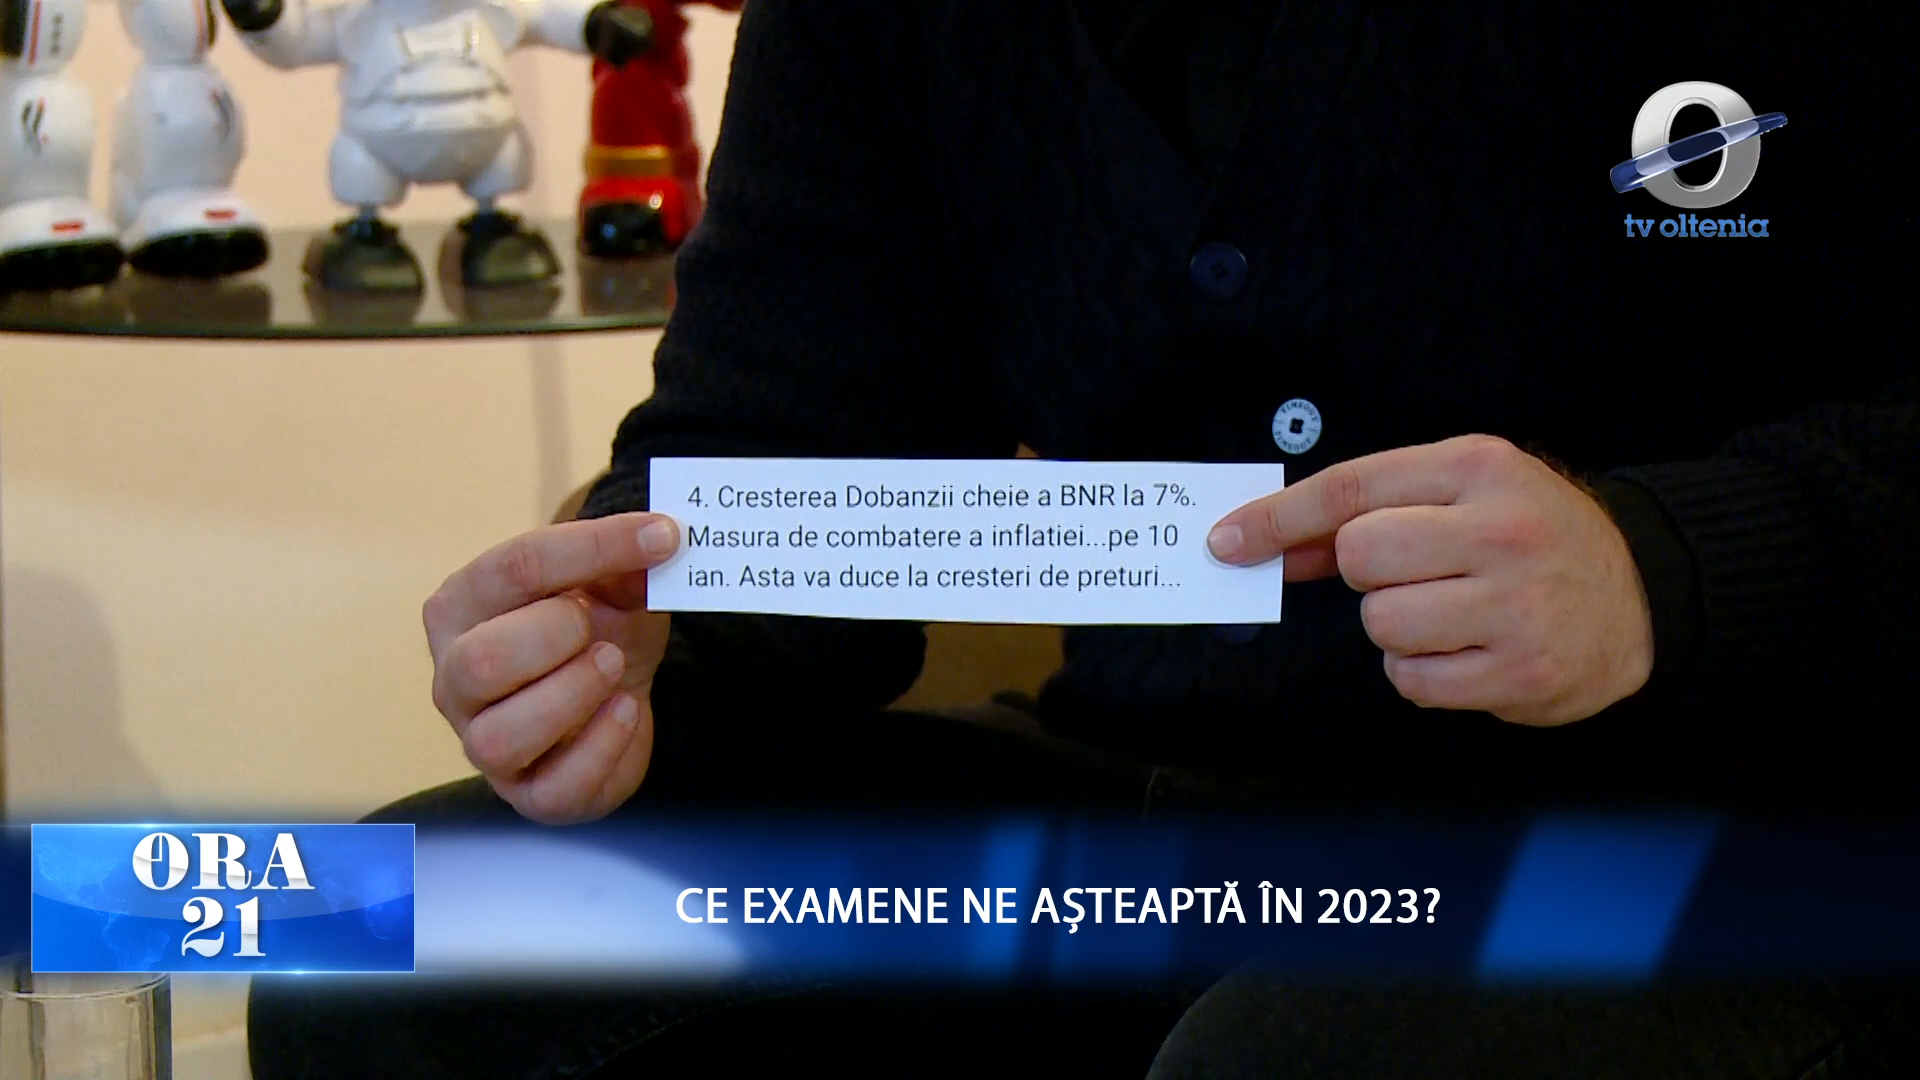 tv oltenia
4. Cresterea Dobanzii cheie a BNR la 7%.
Masura de combatere a inflatiei...pe 10
ian. Asta va duce la cresteri de preturi...
ORA
21
CE EXAMENE NE AȘTEAPTĂ ÎN 2023?